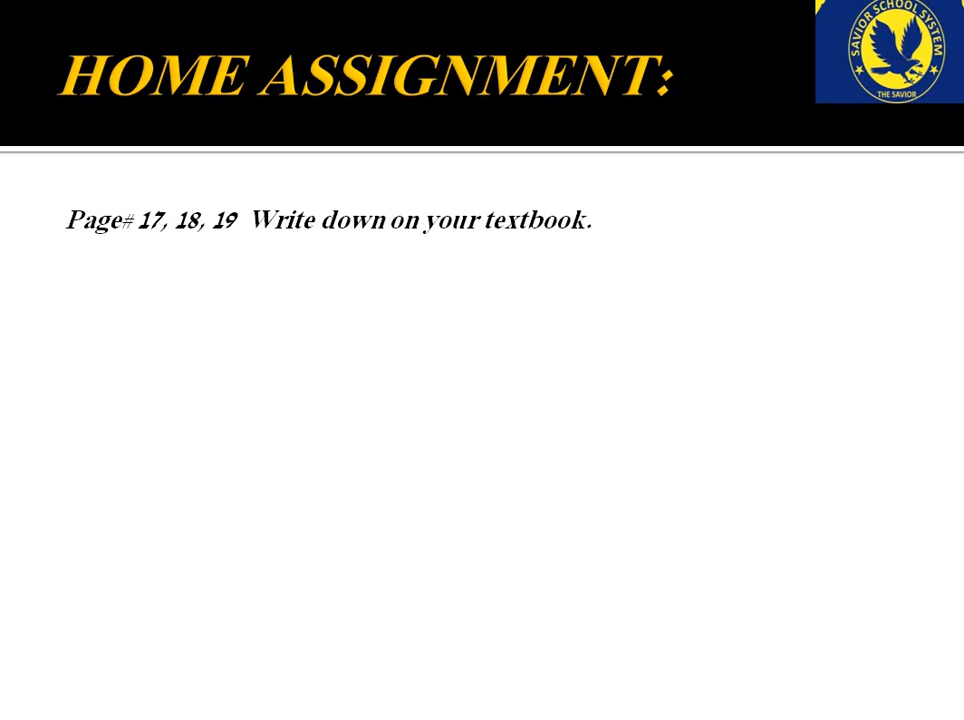 HOME ASSIGNMENT:
SAVIOR SCHOOL SYSTEM
THE SAVIOR
Page# 17, 18, 19 Write down on your textbook.